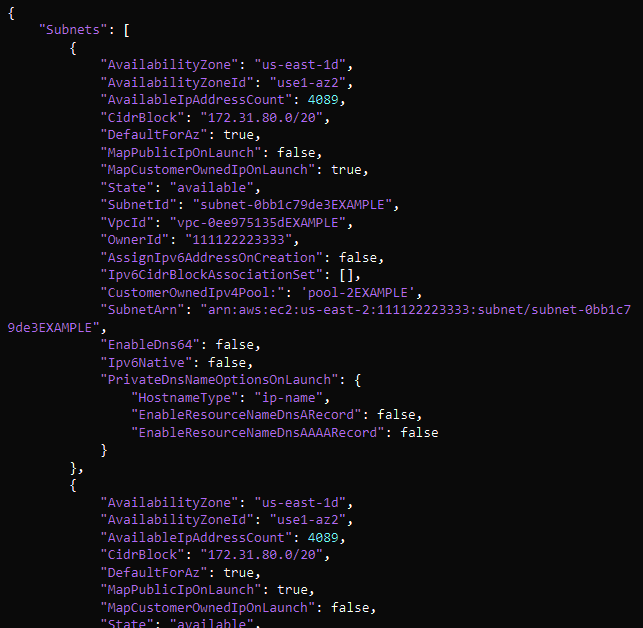 {
    "Subnets": [
        {
            "AvailabilityZone": "us-east-1d",
            "AvailabilityZoneId": "use1-az2",
            "AvailableIpAddressCount": 4089,
            "CidrBlock": "172.31.80.0/20",
            "DefaultForAz": true,
            "MapPublicIpOnLaunch": false,
            "MapCustomerOwnedIpOnLaunch": true,
            "State": "available",
            "SubnetId": "subnet-0bb1c79de3EXAMPLE",
            "VpcId": "vpc-0ee975135dEXAMPLE",
            "OwnerId": "111122223333",
            "AssignIpv6AddressOnCreation": false,
            "Ipv6CidrBlockAssociationSet": [],
            "CustomerOwnedIpv4Pool:": 'pool-2EXAMPLE',
            "SubnetArn": "arn:aws:ec2:us-east-2:111122223333:subnet/subnet-0bb1c7
9de3EXAMPLE",
            "EnableDns64": false,
            "Ipv6Native": false,
            "PrivateDnsNameOptionsOnLaunch": {
                "HostnameType": "ip-name",
                "EnableResourceNameDnsARecord": false,
                "EnableResourceNameDnsAAAARecord": false
            }
        },
        {
            "AvailabilityZone": "us-east-1d",
            "AvailabilityZoneId": "use1-az2",
            "AvailableIpAddressCount": 4089,
            "CidrBlock": "172.31.80.0/20",
            "DefaultForAz": true,
            "MapPublicIpOnLaunch": true,
            "MapCustomerOwnedIpOnLaunch": false,
            "State": "available",